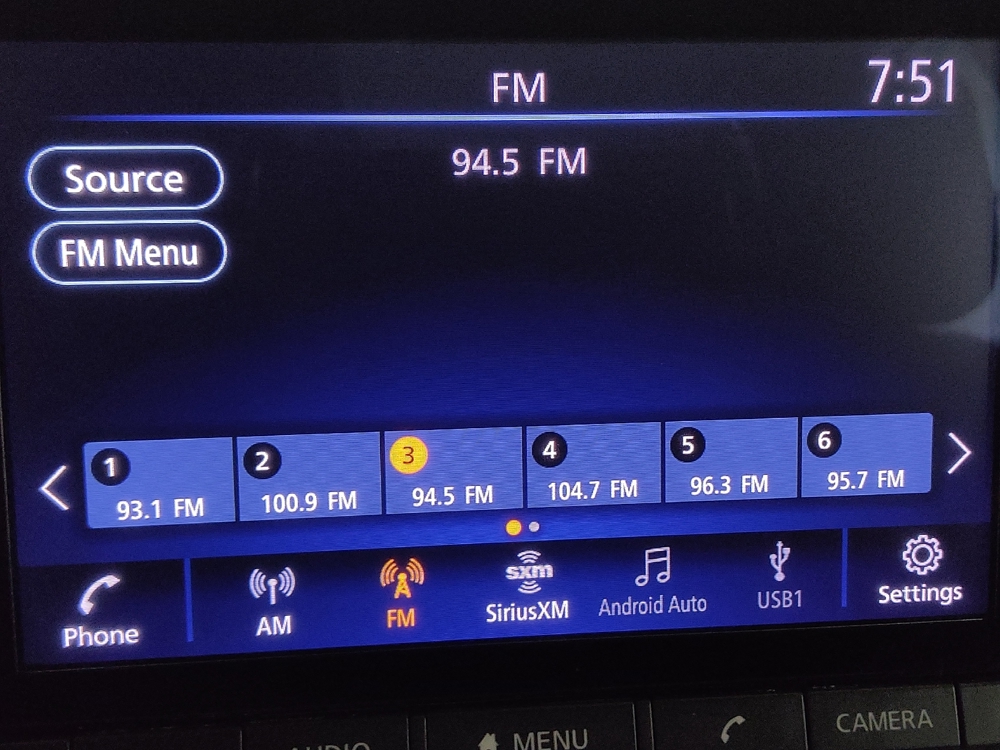 FM
7:51
Source
94.5 FM
FM Menu
1
93.1 FM
2
100.9 FM
3
94.5 FM
4
104.7 FM
5
96.3 FM
6
95.7 FM
Phone
AM
FM
sxm
SiriusXM
Android Auto
USB1
Settings
AUDIO
MENU
CAMERA